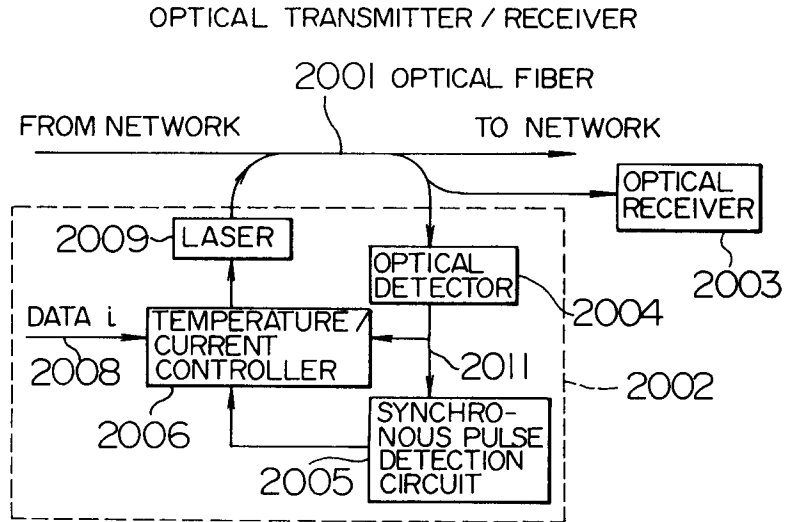 OPTICAL TRANSMITTER / RECEIVER
2001 OPTICAL FIBER
FROM NETWORK
TO NETWORK
OPTICAL
RECEIVER
2003
2009
LASER
OPTICAL
DETECTOR
2004
DATA i
2008
TEMPERATURE /
CURRENT
CONTROLLER
2006
2011
2002
SYNCHRO-
NOUS PULSE
DETECTION
CIRCUIT
2005